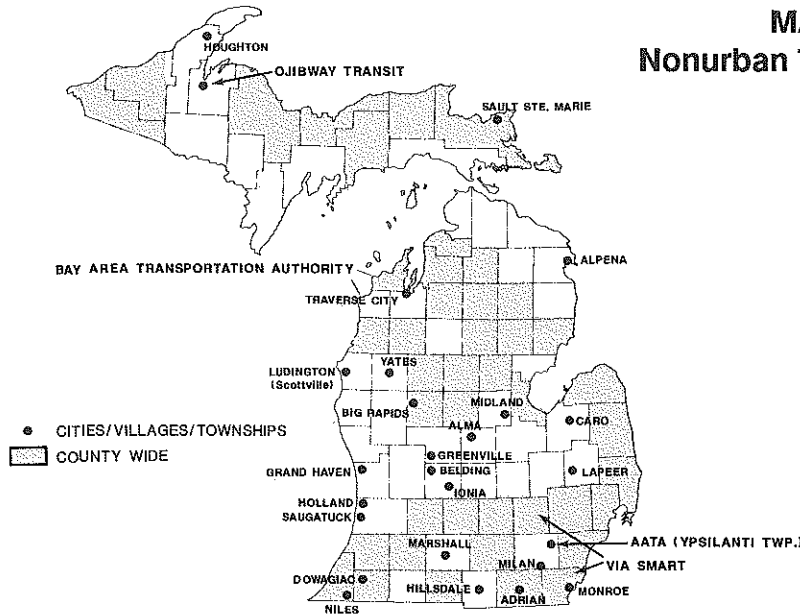 MA
Nonurban T
HOUGHTON
OJIBWAY TRANSIT
SAULT STE. MARIE
BAY AREA TRANSPORTATION AUTHORITY
ALPENA
TRAVERSE CITY
LUDINGTON
(Scottville)
YATES
BIG RAPIDS
MIDLAND
CARO
ALMA
CITIES/VILLAGES/TOWNSHIPS
COUNTY WIDE
GREENVILLE
GRAND HAVEN
BELDING
LAPEER
IONIA
HOLLAND
SAUGATUCK
MARSHALL
AATA (YPSILANTI TWP.)
MILAN
VIA SMART
DOWAGIAC
HILLSDALE
ADRIAN
MONROE
NILES